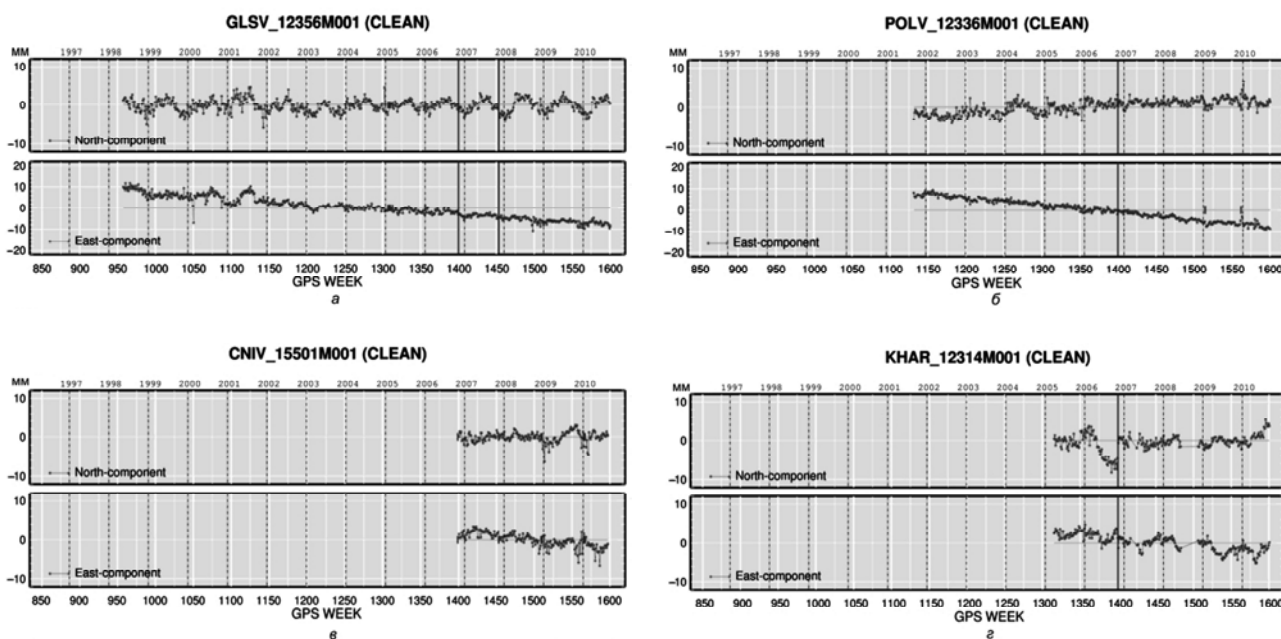 GLSV_12356M001 (CLEAN)
MM 1997 1998 1999 2000 2001 2002 2003 2004 2005 2006 2007 2008 2009 2010
10
0
North-component
−10
20
10
0
−10
East-component
−20
850 900 950 1000 1050 1100 1150 1200 1250 1300 1350 1400 1450 1500 1550 1600
GPS WEEK
а
POLV_12336M001 (CLEAN)
MM 1997 1998 1999 2000 2001 2002 2003 2004 2005 2006 2007 2008 2009 2010
10
0
North-component
−10
20
10
0
−10
East-component
−20
850 900 950 1000 1050 1100 1150 1200 1250 1300 1350 1400 1450 1500 1550 1600
GPS WEEK
б
CNIV_15501M001 (CLEAN)
MM 1997 1998 1999 2000 2001 2002 2003 2004 2005 2006 2007 2008 2009 2010
10
0
North-component
−10
10
0
East-component
−10
850 900 950 1000 1050 1100 1150 1200 1250 1300 1350 1400 1450 1500 1550 1600
GPS WEEK
в
KHAR_12314M001 (CLEAN)
MM 1997 1998 1999 2000 2001 2002 2003 2004 2005 2006 2007 2008 2009 2010
10
0
North-component
−10
10
0
East-component
−10
850 900 950 1000 1050 1100 1150 1200 1250 1300 1350 1400 1450 1500 1550 1600
GPS WEEK
г